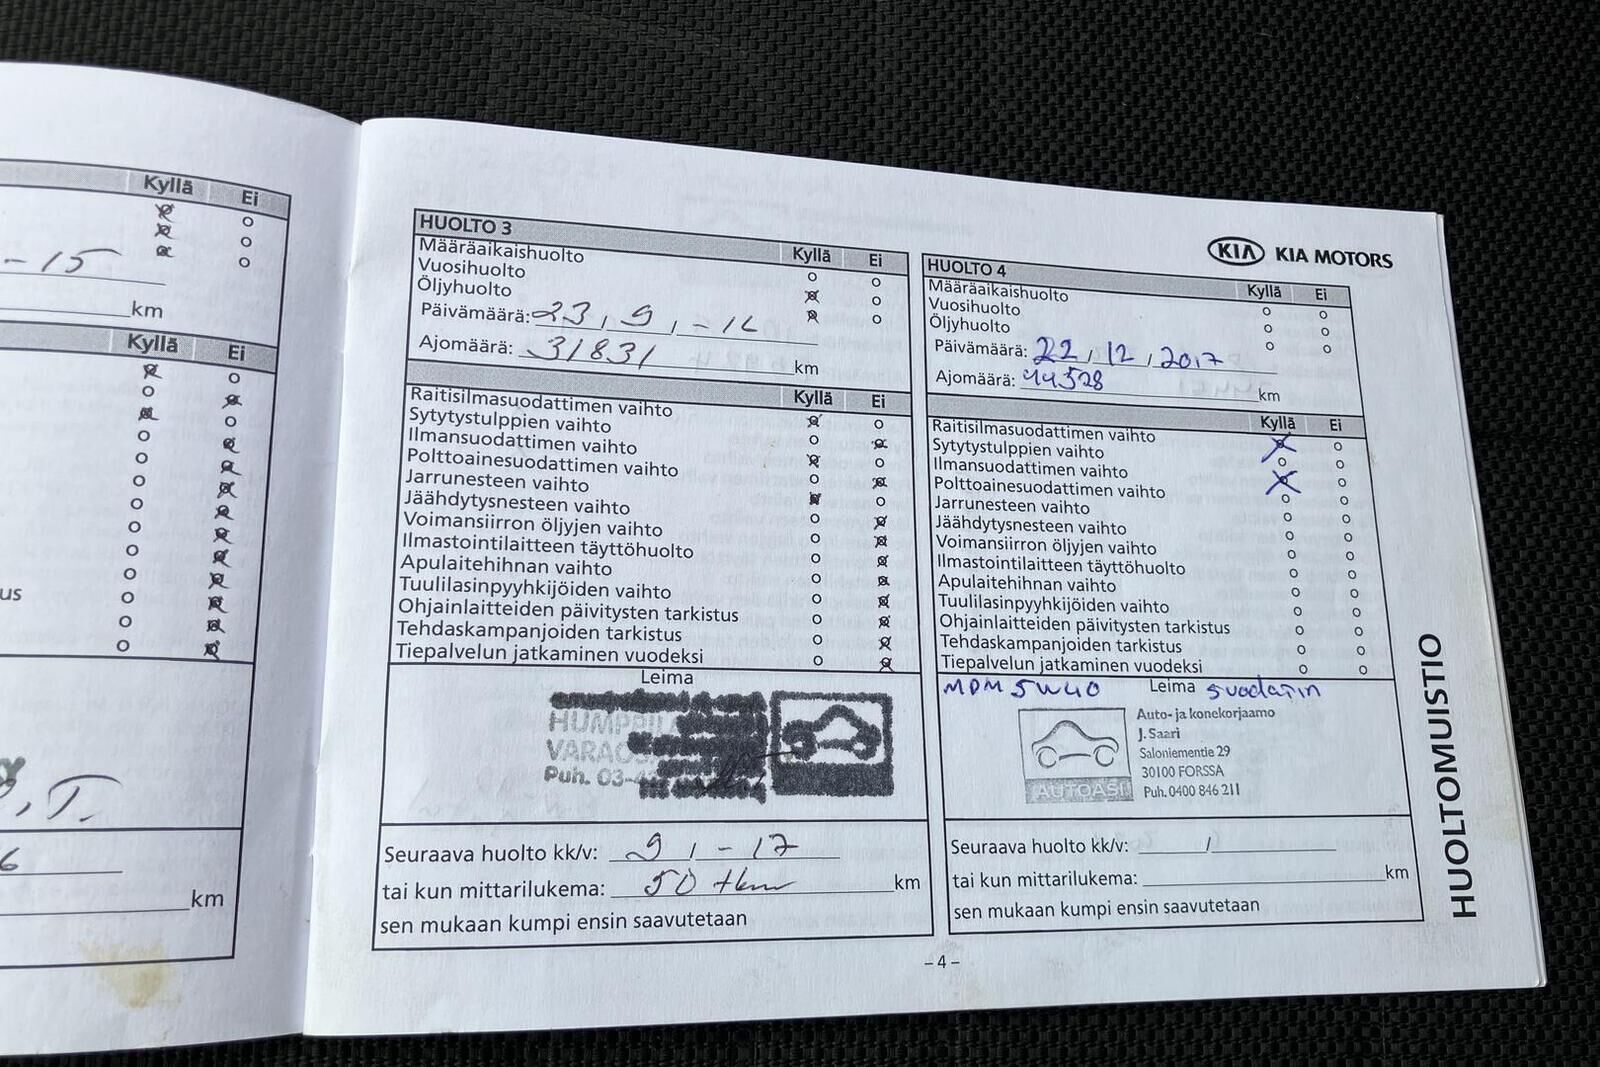 Kyllä Ei
-15
km
Kyllä Ei
us
km
HUOLTO 3
Kyllä Ei
Määräaikaishuolto
Vuosihuolto
Öljyhuolto
Päivämäärä: 23, 9, -16
Ajomäärä: 31831 km
Kyllä Ei
Raitisilmasuodattimen vaihto
Sytytystulppien vaihto
Ilmansuodattimen vaihto
Polttoainesuodattimen vaihto
Jarrunesteen vaihto
Jäähdytysnesteen vaihto
Voimansiirron öljyjen vaihto
Ilmastointilaitteen täyttöhuolto
Apulaitehihnan vaihto
Tuulilasinpyyhkijöiden vaihto
Ohjainlaitteiden päivitysten tarkistus
Tehdaskampanjoiden tarkistus
Tiepalvelun jatkaminen vuodeksi
Leima
Puh. 03-
Seuraava huolto kk/v: 9, -17
tai kun mittarilukema: 50 tkm km
sen mukaan kumpi ensin saavutetaan
KIA KIA MOTORS
HUOLTO 4
Kyllä Ei
Määräaikaishuolto
Vuosihuolto
Öljyhuolto
Päivämäärä: 22, 12, 2017
Ajomäärä: 44528 km
Kyllä Ei
Raitisilmasuodattimen vaihto
Sytytystulppien vaihto
Ilmansuodattimen vaihto
Polttoainesuodattimen vaihto
Jarrunesteen vaihto
Jäähdytysnesteen vaihto
Voimansiirron öljyjen vaihto
Ilmastointilaitteen täyttöhuolto
Apulaitehihnan vaihto
Tuulilasinpyyhkijöiden vaihto
Ohjainlaitteiden päivitysten tarkistus
Tehdaskampanjoiden tarkistus
Tiepalvelun jatkaminen vuodeksi
MDM 5W40 Leima suodatin
AUTOASI
Auto- ja konekorjaamo
J. Saari
Saloniementie 29
30100 FORSSA
Puh. 0400 846 211
Seuraava huolto kk/v: /
tai kun mittarilukema: km
sen mukaan kumpi ensin saavutetaan
HUOLTOMUISTIO
- 4 -